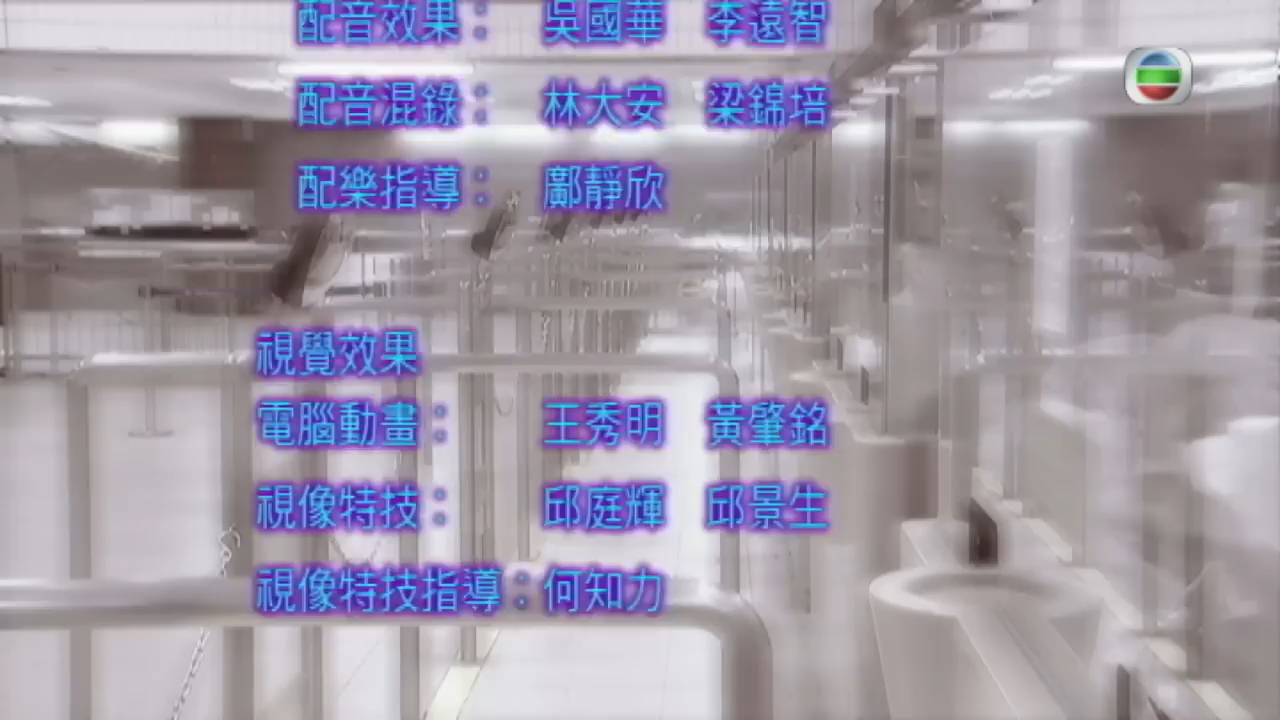 配音效果： 吳國華 李遠智
配音混錄： 林大安 梁錦培
配樂指導： 鄺靜欣
視覺效果
電腦動畫： 王秀明 黃肇銘
視像特技： 邱庭輝 邱景生
視像特技指導：何知力